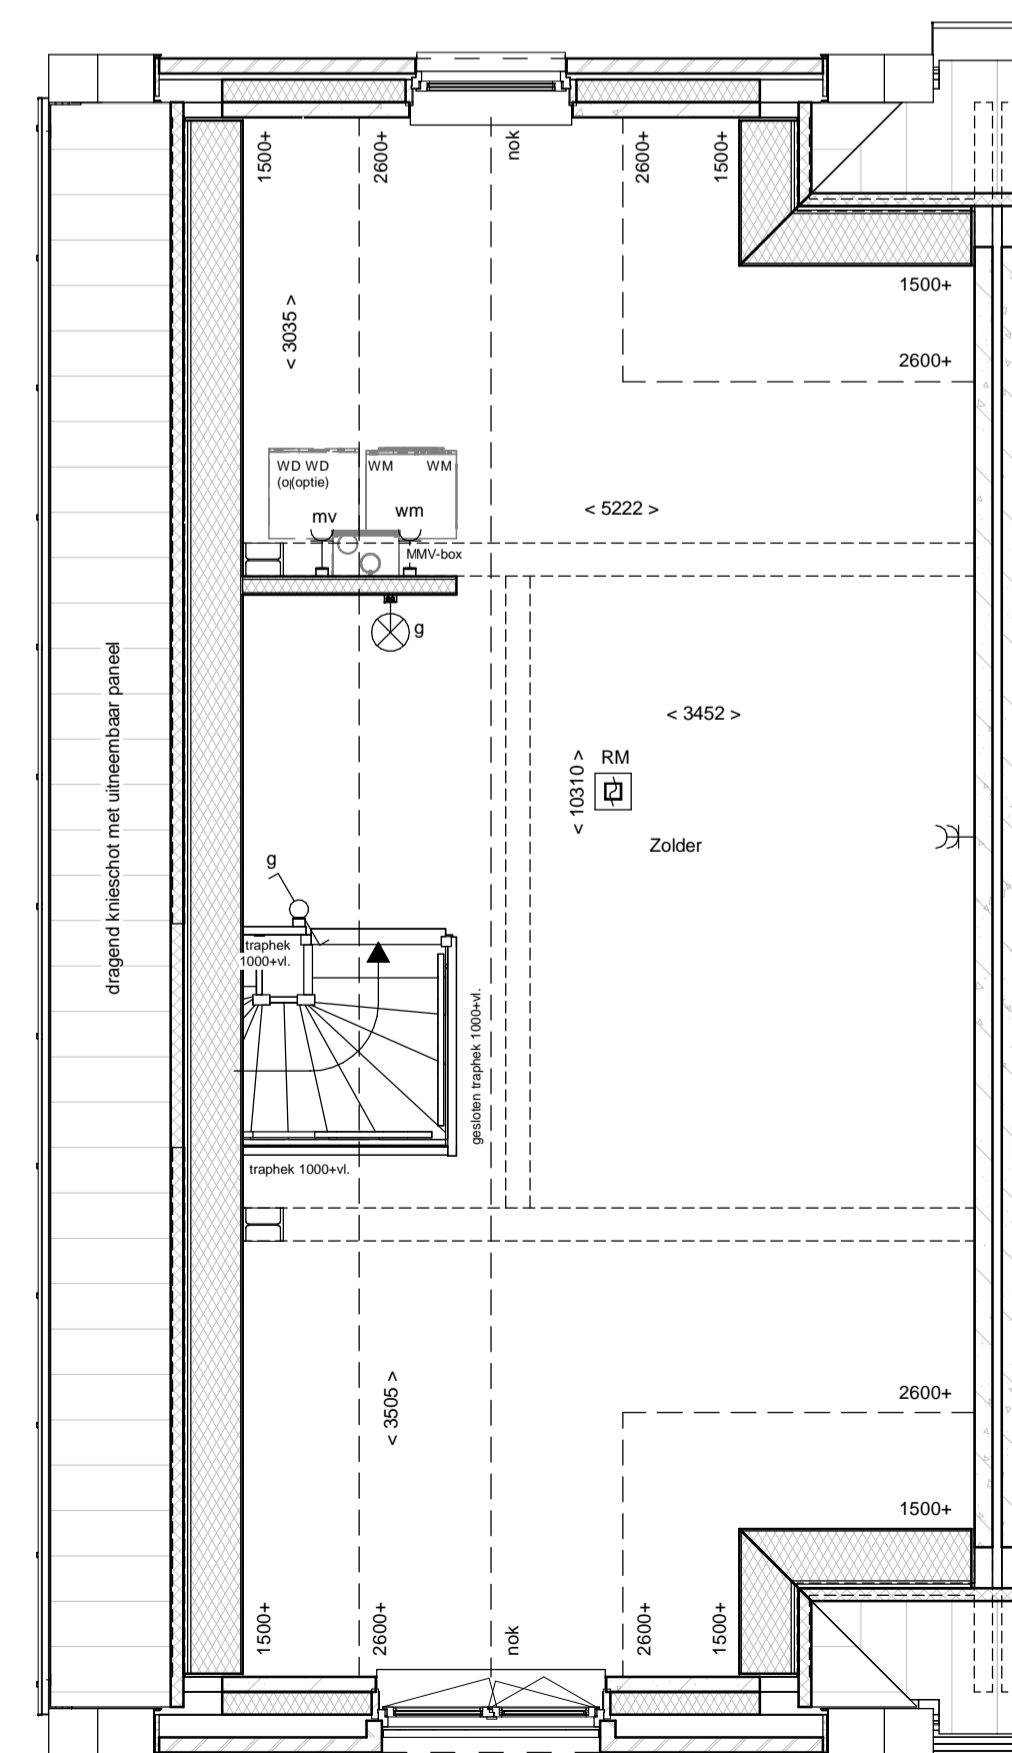 1500+
2600+
nok
2600+
1500+
1500+
2600+
< 3035 >
WD WD
(o(optie)
WM WM
mv
wm
MMV-box
< 5222 >
g
< 3452 >
RM
< 10310 >
Zolder
dragend knieschot met uitneembaar paneel
g
traphek
1000+vl.
gesloten traphek 1000+vl.
traphek 1000+vl.
< 3505 >
2600+
1500+
1500+
2600+
nok
2600+
1500+